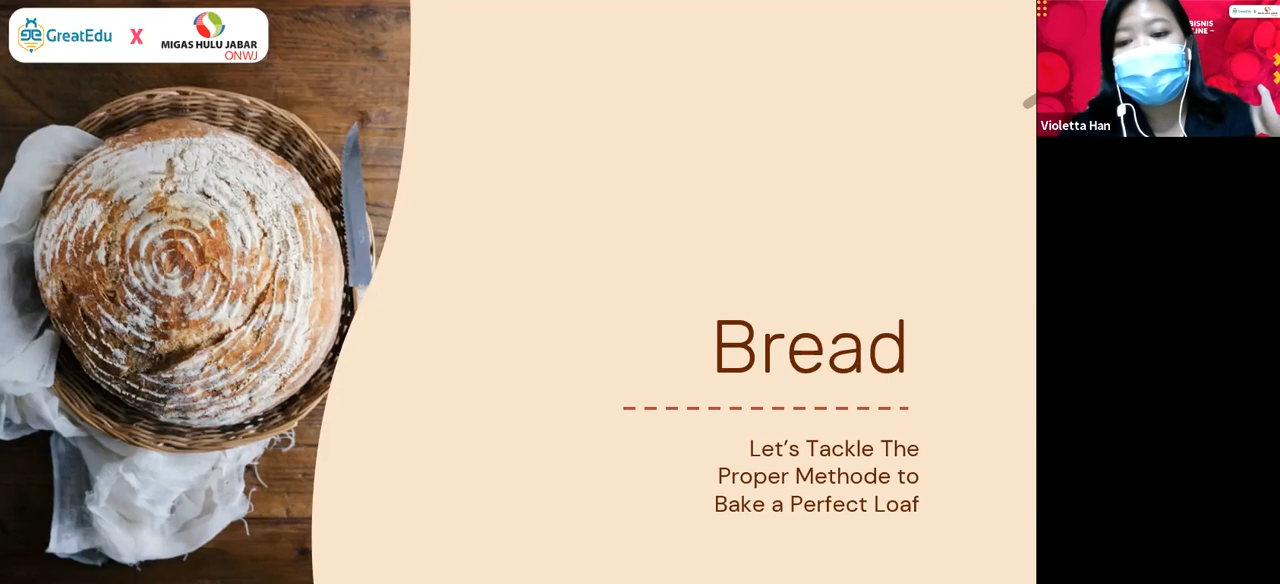 GreatEdu X MIGAS HULU JABAR
ONWJ
Bread
Let's Tackle The
Proper Methode to
Bake a Perfect Loaf
BISNIS
LINE –
Violetta Han